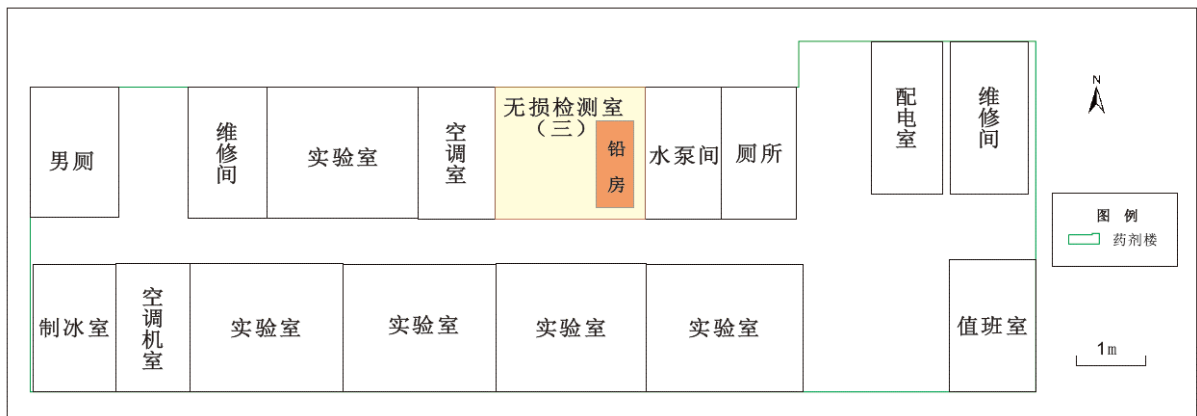 男厕
维修间
实验室
空调室
无损检测室
（三）
铅房
水泵间
厕所
配电室
维修间
N
图 例
药剂楼
制冰室
空调机室
实验室
实验室
实验室
实验室
值班室
1m